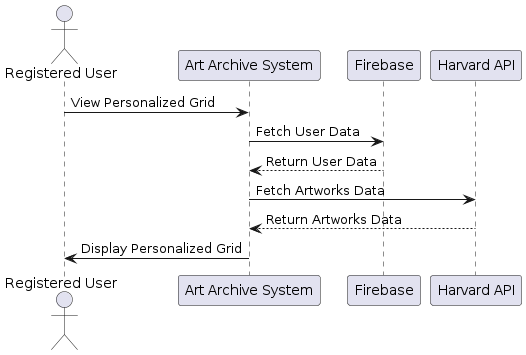 Registered User
Art Archive System
Firebase
Harvard API
View Personalized Grid
Fetch User Data
Return User Data
Fetch Artworks Data
Return Artworks Data
Display Personalized Grid
Registered User
Art Archive System
Firebase
Harvard API